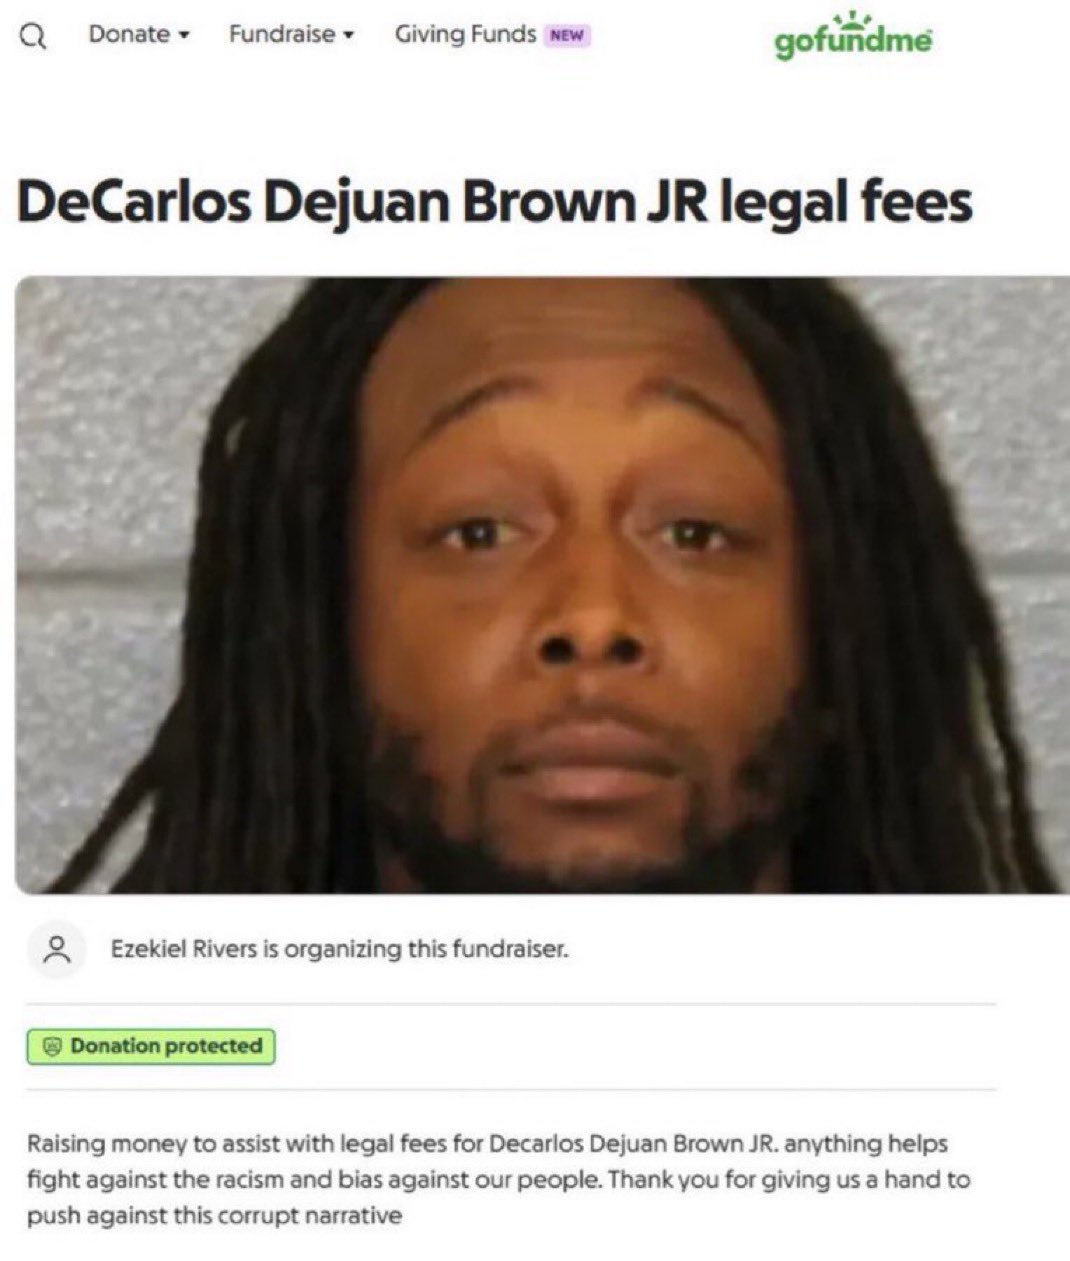 Donate Fundraise Giving Funds NEW gofundme
DeCarlos Dejuan Brown JR legal fees
Ezekiel Rivers is organizing this fundraiser.
Donation protected
Raising money to assist with legal fees for Decarlos Dejuan Brown JR. anything helps
fight against the racism and bias against our people. Thank you for giving us a hand to
push against this corrupt narrative